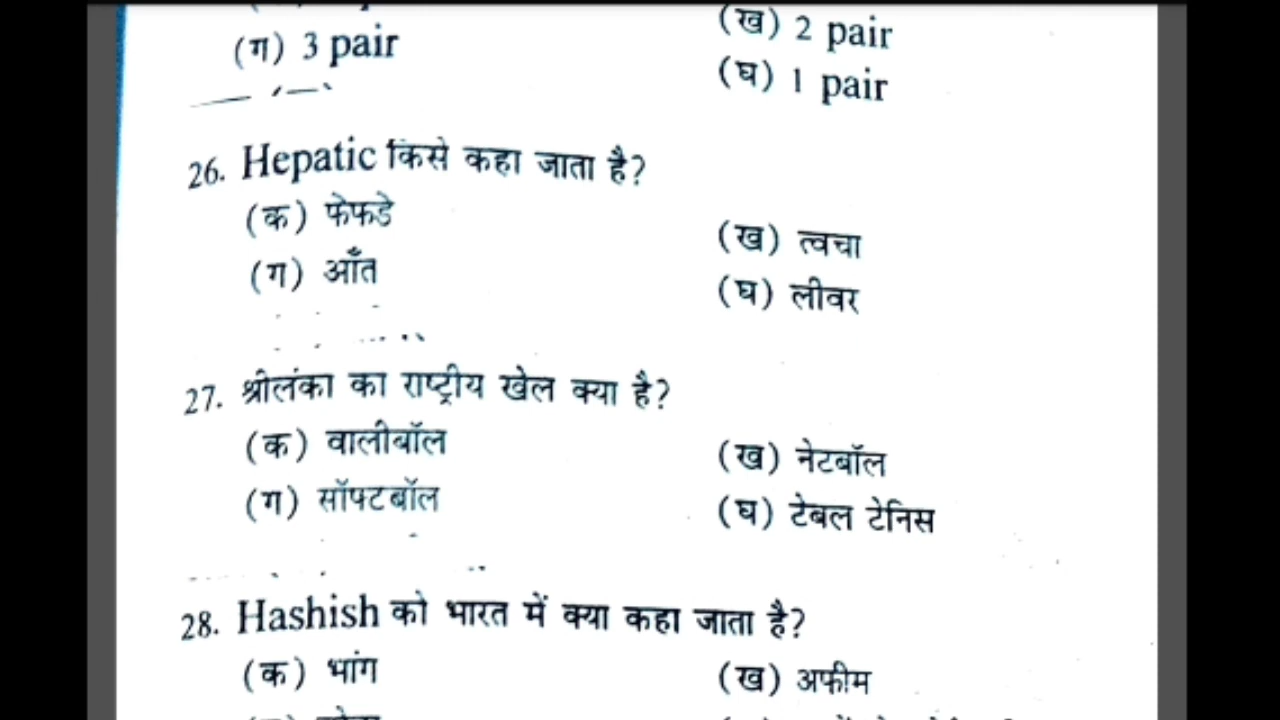 (ख) 2 pair
(ग) 3 pair
(घ) 1 pair
26. Hepatic किसे कहा जाता है?
(क) फेफडे
(ख) त्वचा
(ग) आँत
(घ) लीवर
27. श्रीलंका का राष्ट्रीय खेल क्या है?
(क) वालीबॉल
(ख) नेटबॉल
(ग) सॉफ्टबॉल
(घ) टेबल टेनिस
28. Hashish को भारत में क्या कहा जाता है?
(क) भांग
(ख) अफीम